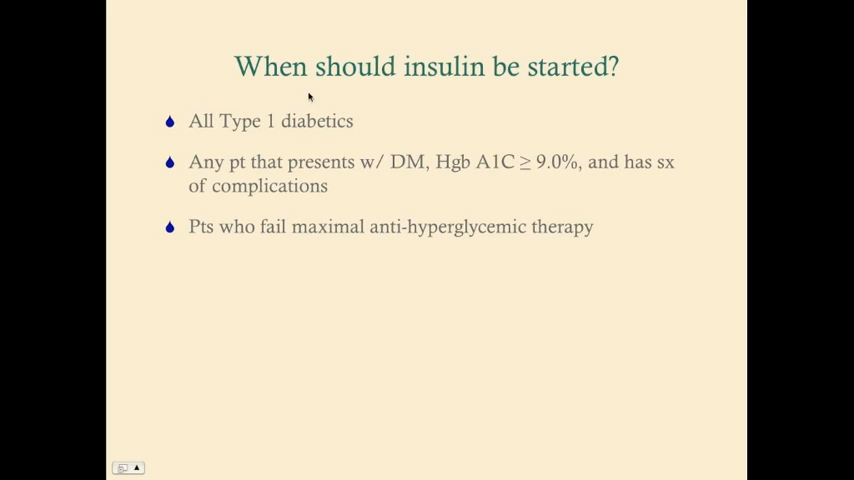 When should insulin be started?
All Type 1 diabetics
Any pt that presents w/ DM, Hgb A1C ≥ 9.0%, and has sx
of complications
Pts who fail maximal anti-hyperglycemic therapy